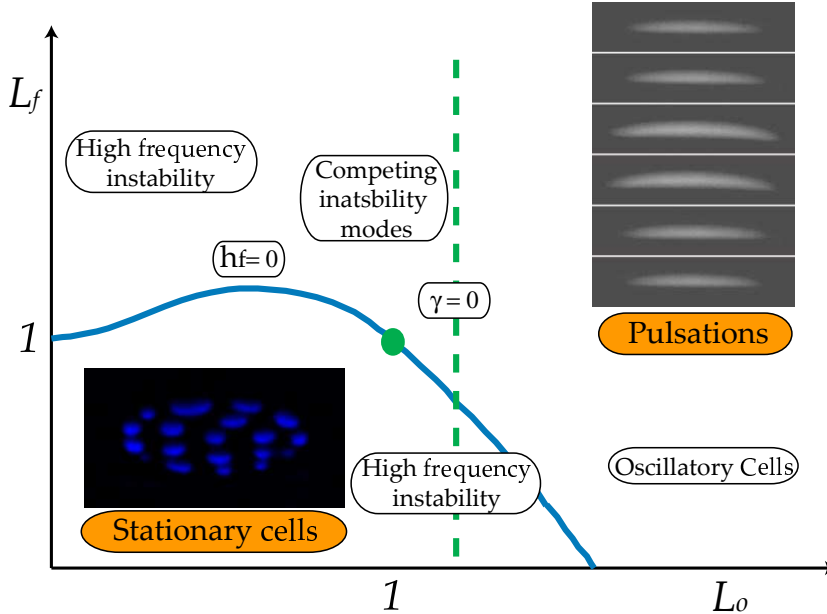 Lf
High frequency
instability
Competing
inatsbility
modes
hf= 0
γ = 0
1
Pulsations
High frequency
instability
Oscillatory Cells
Stationary cells
1
Lo